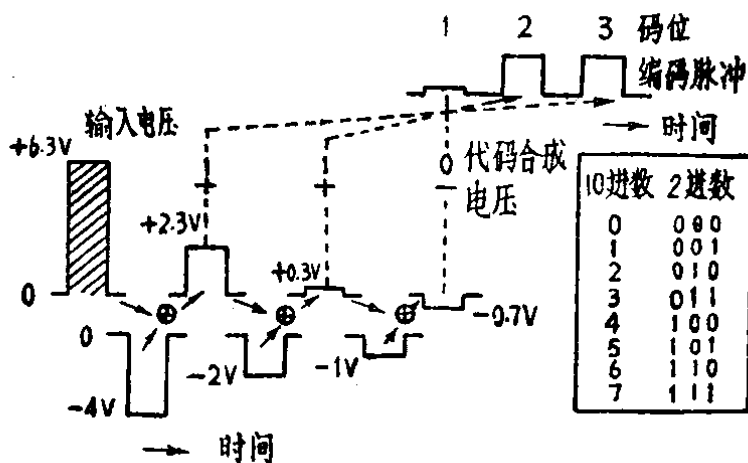 1 2 3 码位
编码脉冲
时间
输入电压
+6.3V
0
+2.3V
+0.3V
0 代码合成
电压
-0.7V
0
-4V
-2V
-1V
时间
10进数 2进数
0 000
1 001
2 010
3 011
4 100
5 101
6 110
7 111